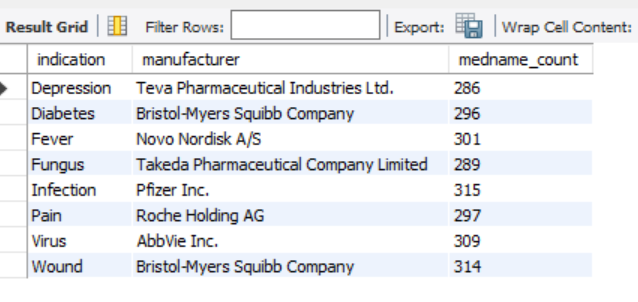 Result Grid Filter Rows: Export: Wrap Cell Content:
indication manufacturer medname_count
Depression Teva Pharmaceutical Industries Ltd. 286
Diabetes Bristol-Myers Squibb Company 296
Fever Novo Nordisk A/S 301
Fungus Takeda Pharmaceutical Company Limited 289
Infection Pfizer Inc. 315
Pain Roche Holding AG 297
Virus AbbVie Inc. 309
Wound Bristol-Myers Squibb Company 314